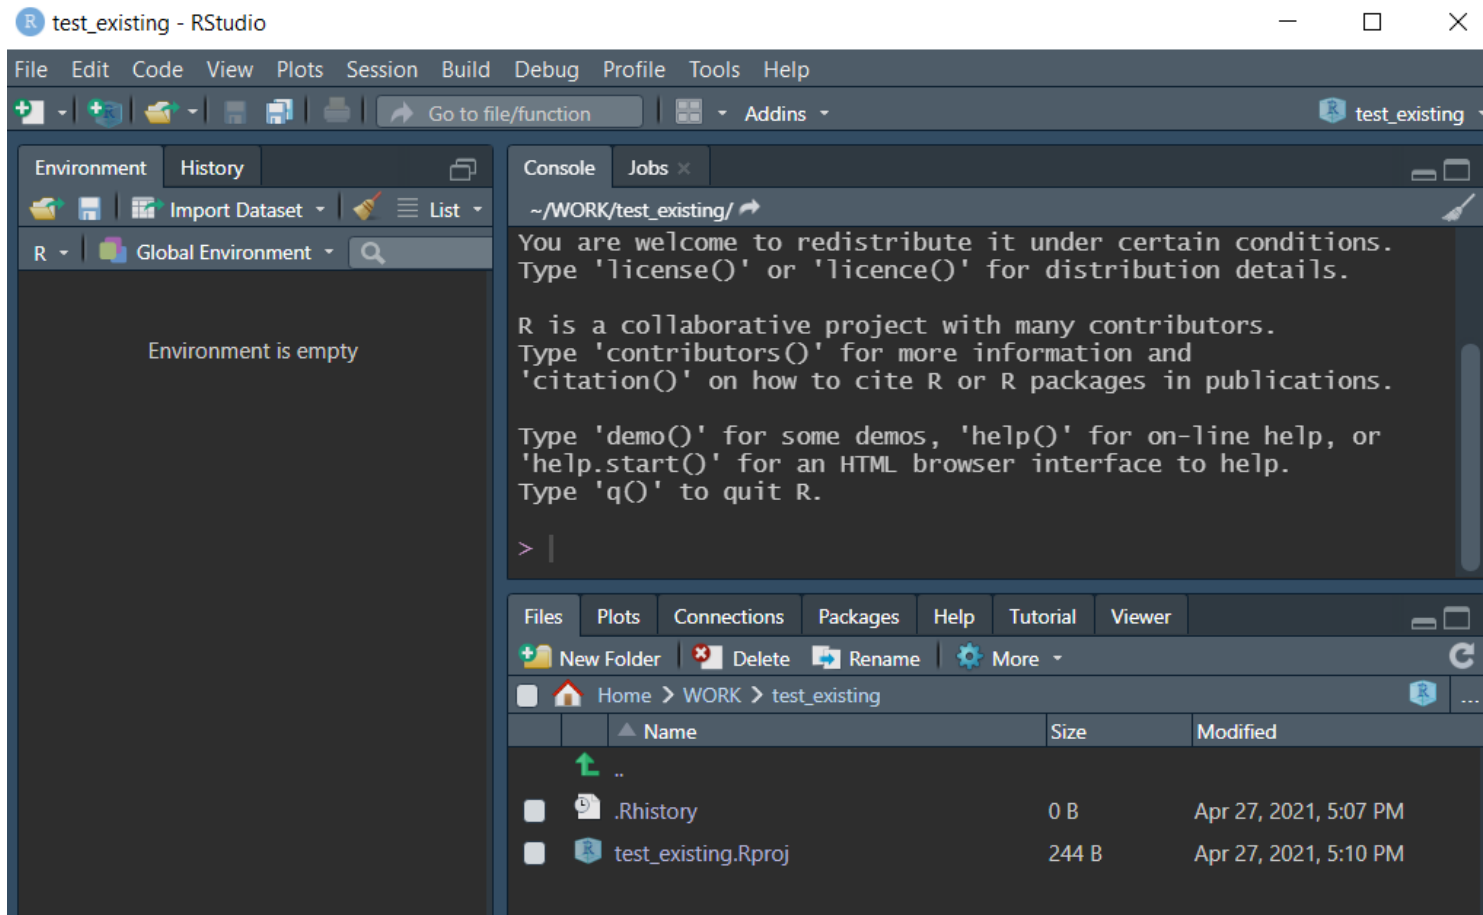 test_existing - RStudio
File Edit Code View Plots Session Build Debug Profile Tools Help
Go to file/function Addins test_existing
Environment History
Import Dataset List
R Global Environment
Environment is empty
Console Jobs
~/WORK/test_existing/
You are welcome to redistribute it under certain conditions.
Type 'license()' or 'licence()' for distribution details.
R is a collaborative project with many contributors.
Type 'contributors()' for more information and
'citation()' on how to cite R or R packages in publications.
Type 'demo()' for some demos, 'help()' for on-line help, or
'help.start()' for an HTML browser interface to help.
Type 'q()' to quit R.
>
Files Plots Connections Packages Help Tutorial Viewer
New Folder Delete Rename More
Home > WORK > test_existing ...
Name Size Modified
..
.Rhistory 0 B Apr 27, 2021, 5:07 PM
test_existing.Rproj 244 B Apr 27, 2021, 5:10 PM